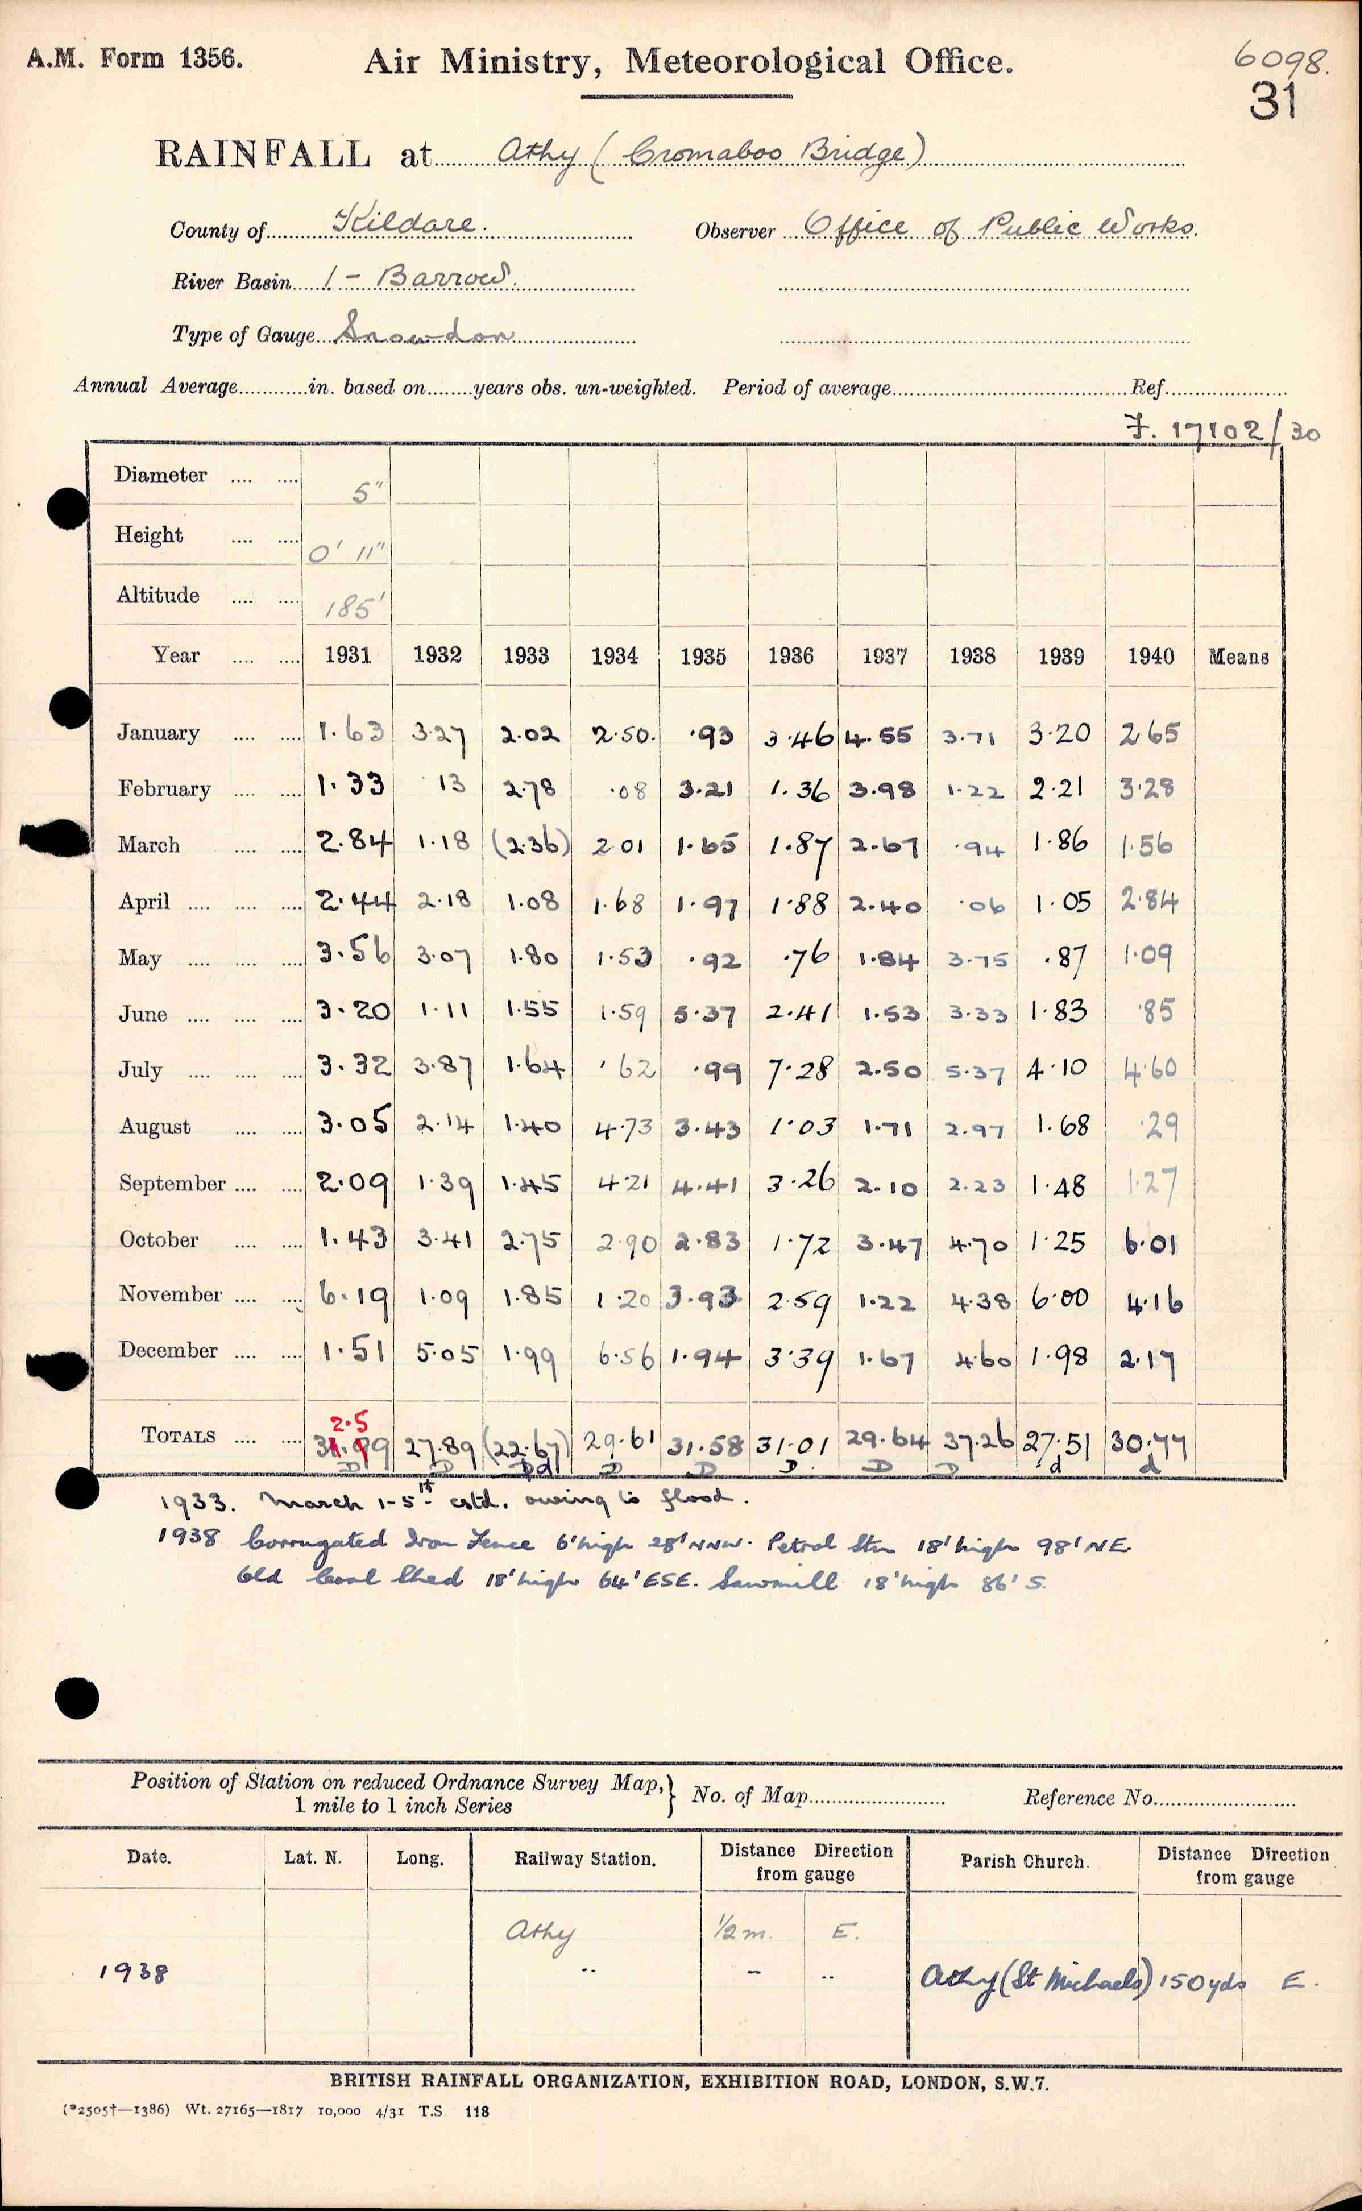 A.M. Form 1356.
Air Ministry, Meteorological Office.
6098.
31
RAINFALL at Athy (Cromaboo Bridge)
County of Kildare. Observer Office of Public Works.
River Basin 1 - Barrow.
Type of Gauge Snowdon
Annual Average............in. based on........years obs. un-weighted. Period of average........................................Ref.....................
F. 17102/30
Diameter .... .... 5"
Height .... .... 0' 11"
Altitude .... .... 185'
Year .... .... 1931 1932 1933 1934 1935 1936 1937 1938 1939 1940 Means
January .... .... 1.63 3.27 2.02 2.50. .93 3.46 4.55 3.71 3.20 2.65
February .... .... 1.33 .13 2.78 .08 3.21 1.36 3.98 1.22 2.21 3.28
March .... .... 2.84 1.18 (2.36) 2.01 1.65 1.87 2.67 .94 1.86 1.56
April .... .... .... 2.44 2.18 1.08 1.68 1.97 1.88 2.40 .06 1.05 2.84
May .... .... .... 3.56 3.07 1.80 1.53 .92 .76 1.84 3.75 .87 1.09
June .... .... .... 3.20 1.11 1.55 1.59 5.37 2.41 1.53 3.33 1.83 .85
July .... .... .... 3.32 3.87 1.64 .62 .99 7.28 2.50 5.37 4.10 4.60
August .... .... 3.05 2.14 1.40 4.73 3.43 1.03 1.71 2.97 1.68 .29
September .... .... 2.09 1.39 1.45 4.21 4.41 3.26 2.10 2.23 1.48 1.27
October .... .... 1.43 3.41 2.75 2.90 2.83 1.72 3.47 4.70 1.25 6.01
November .... .... 6.19 1.09 1.85 1.20 3.93 2.59 1.22 4.38 6.00 4.16
December .... .... 1.51 5.05 1.99 6.56 1.94 3.39 1.67 4.60 1.98 2.17
2.5
TOTALS .... .... 31.99 27.89 (22.67) 29.61 31.58 31.01 29.64 37.26 27.51 30.77
D D Dd D D D. D D d d
1933. March 1-5th estd. owing to flood.
1938 Corrugated Iron Fence 6' high 28' NNW. Petrol Stn 18' high 98' NE.
Old Coal Shed 18' high 64' ESE. Sawmill 18' high 86' S.
Position of Station on reduced Ordnance Survey Map, } No. of Map......................... Reference No..........................
1 mile to 1 inch Series
Date. Lat. N. Long. Railway Station. Distance Direction from gauge Parish Church. Distance Direction from gauge
Athy 1/2 m. E.
1938 " – " Athy (St Michaels) 150 yds E.
BRITISH RAINFALL ORGANIZATION, EXHIBITION ROAD, LONDON, S.W.7.
(*2505†—1386) Wt. 27165—1817 10,000 4/31 T.S 118